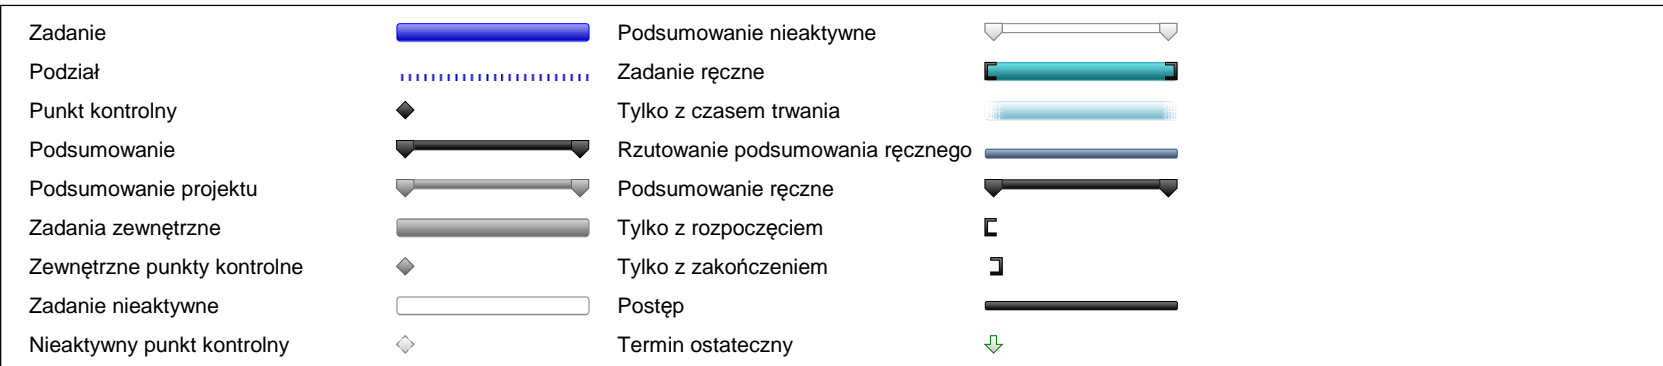 Zadanie
Podział
Punkt kontrolny
Podsumowanie
Podsumowanie projektu
Zadania zewnętrzne
Zewnętrzne punkty kontrolne
Zadanie nieaktywne
Nieaktywny punkt kontrolny
Podsumowanie nieaktywne
Zadanie ręczne
Tylko z czasem trwania
Rzutowanie podsumowania ręcznego
Podsumowanie ręczne
Tylko z rozpoczęciem
Tylko z zakończeniem
Postęp
Termin ostateczny